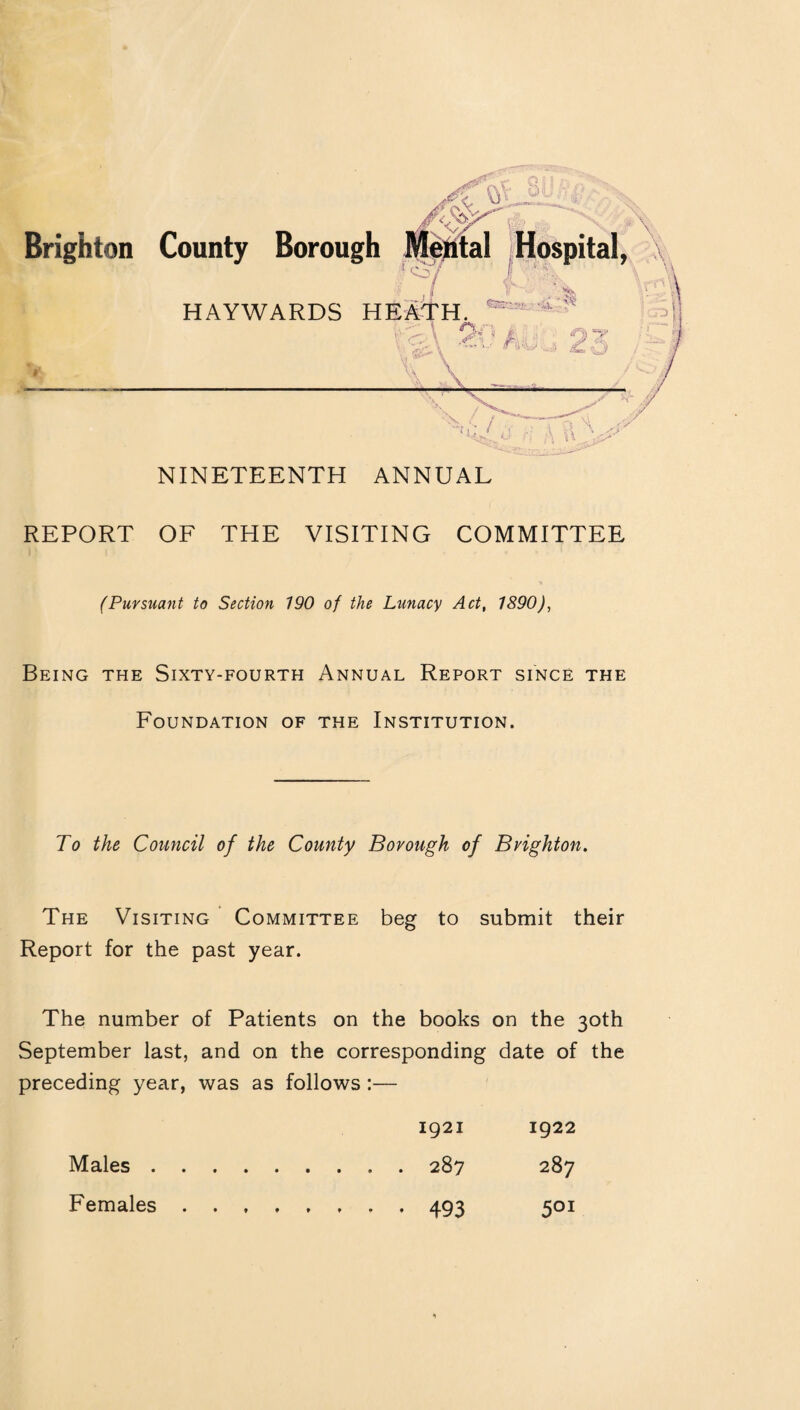 Brighton County Borough Mental Hospital,
HAYWARDS HEATH.
20 AUG 23
NINETEENTH ANNUAL
REPORT OF THE VISITING COMMITTEE
(Pursuant to Section 190 of the Lunacy Act, 1890),
BEING THE SIXTY-FOURTH ANNUAL REPORT SINCE THE
FOUNDATION OF THE INSTITUTION.
To the Council of the County Borough of Brighton.
THE VISITING COMMITTEE beg to submit their
Report for the past year.
The number of Patients on the books on the 30th
September last, and on the corresponding date of the
preceding year, was as follows :—
1921 1922
Males . . . . . . . . . . 287 287
Females . . . . . . . . . 493 501